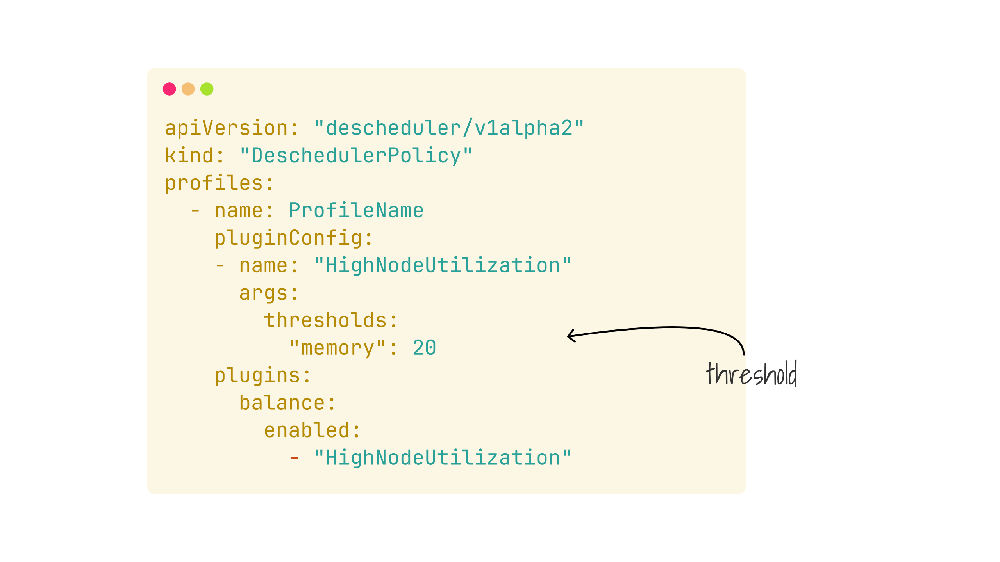 apiVersion: "descheduler/v1alpha2"
kind: "DeschedulerPolicy"
profiles:
  - name: ProfileName
    pluginConfig:
    - name: "HighNodeUtilization"
      args:
        thresholds:
          "memory": 20
    plugins:
      balance:
        enabled:
          - "HighNodeUtilization"
threshold